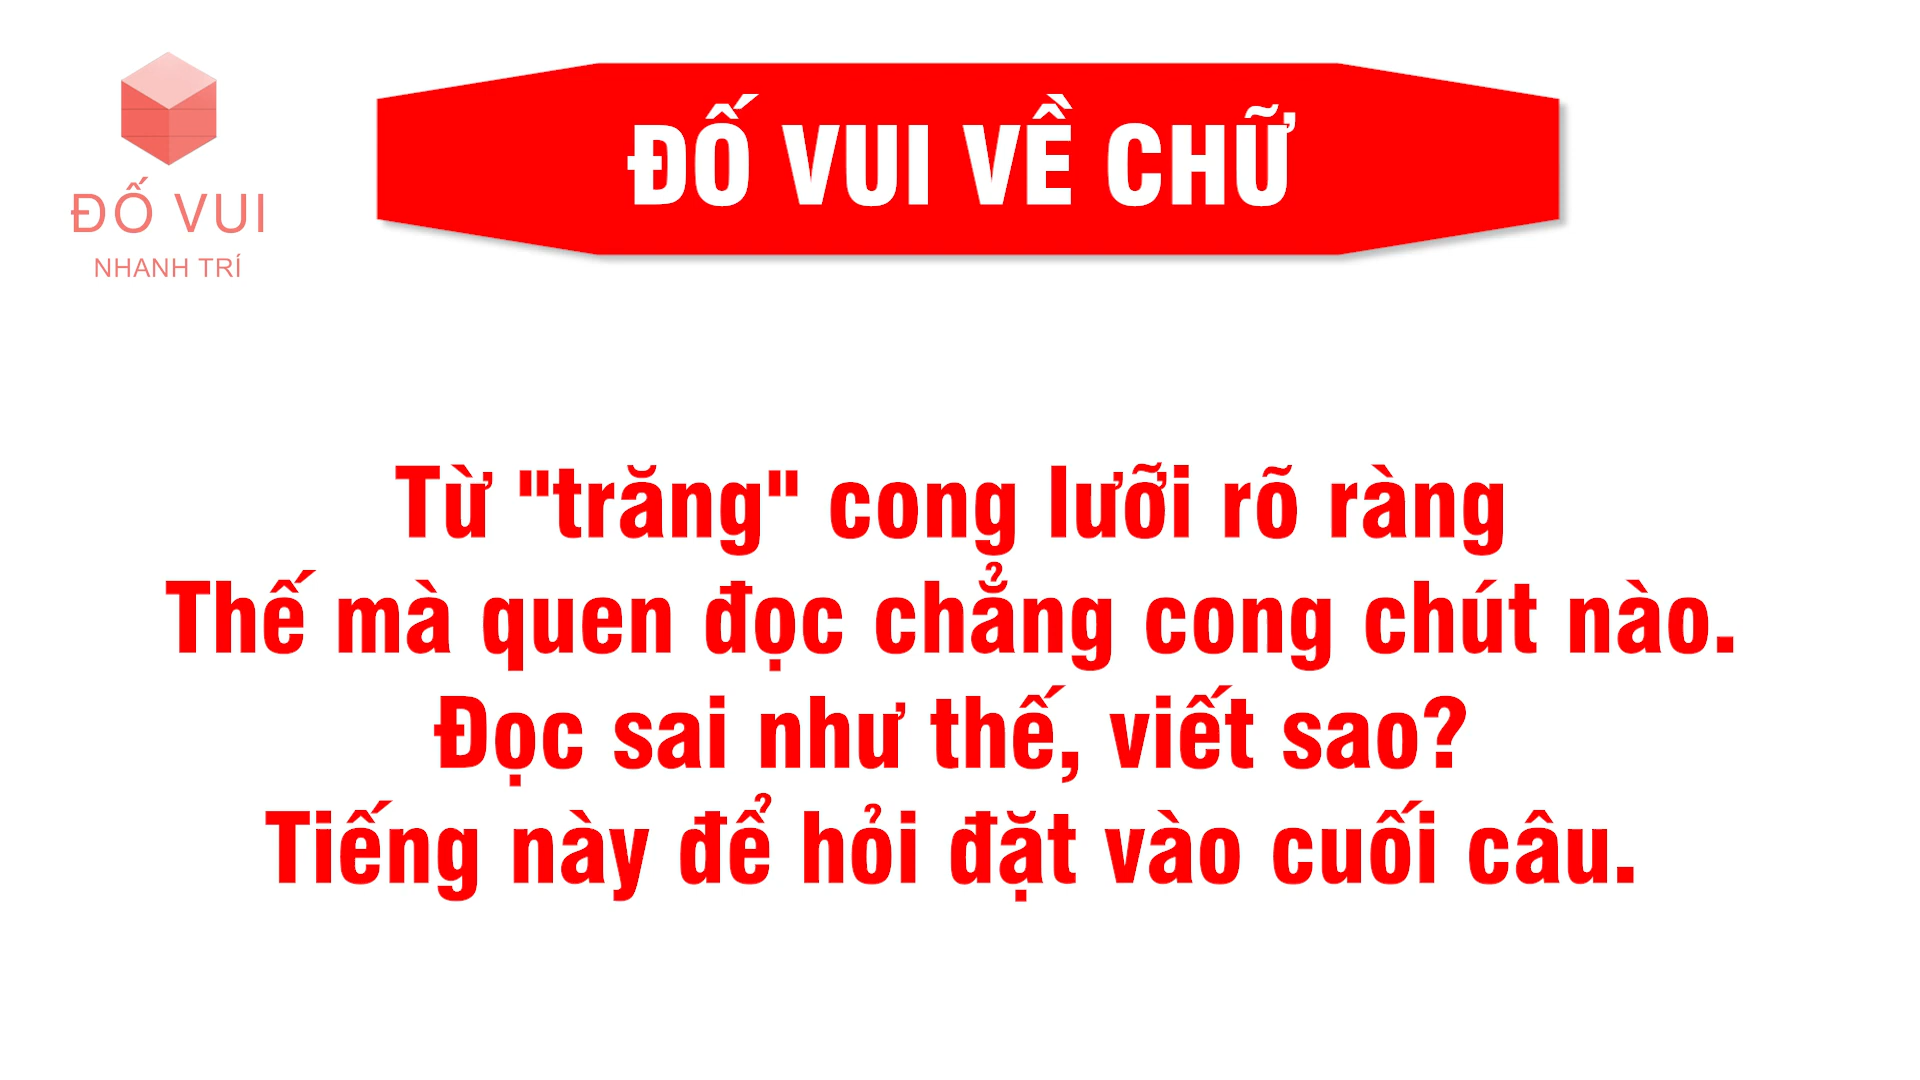 ĐỐ VUI
NHANH TRÍ
ĐỐ VUI VỀ CHỮ
Từ "trăng" cong lưỡi rõ ràng
Thế mà quen đọc chẳng cong chút nào.
Đọc sai như thế, viết sao?
Tiếng này để hỏi đặt vào cuối câu.